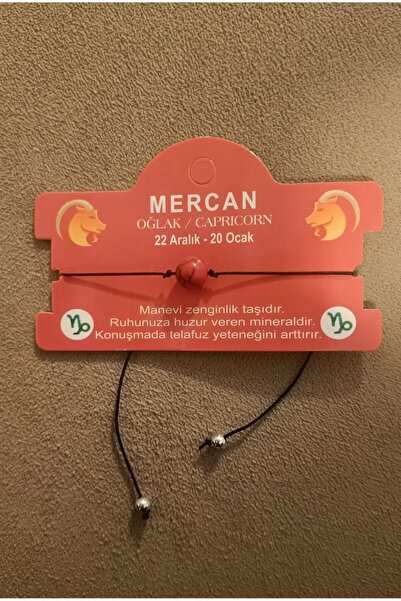 MERCAN
OĞLAK / CAPRICORN
22 Aralık - 20 Ocak
Manevi zenginlik taşıdır.
Ruhunuza huzur veren mineraldir.
Konuşmada telafuz yeteneğini arttırır.